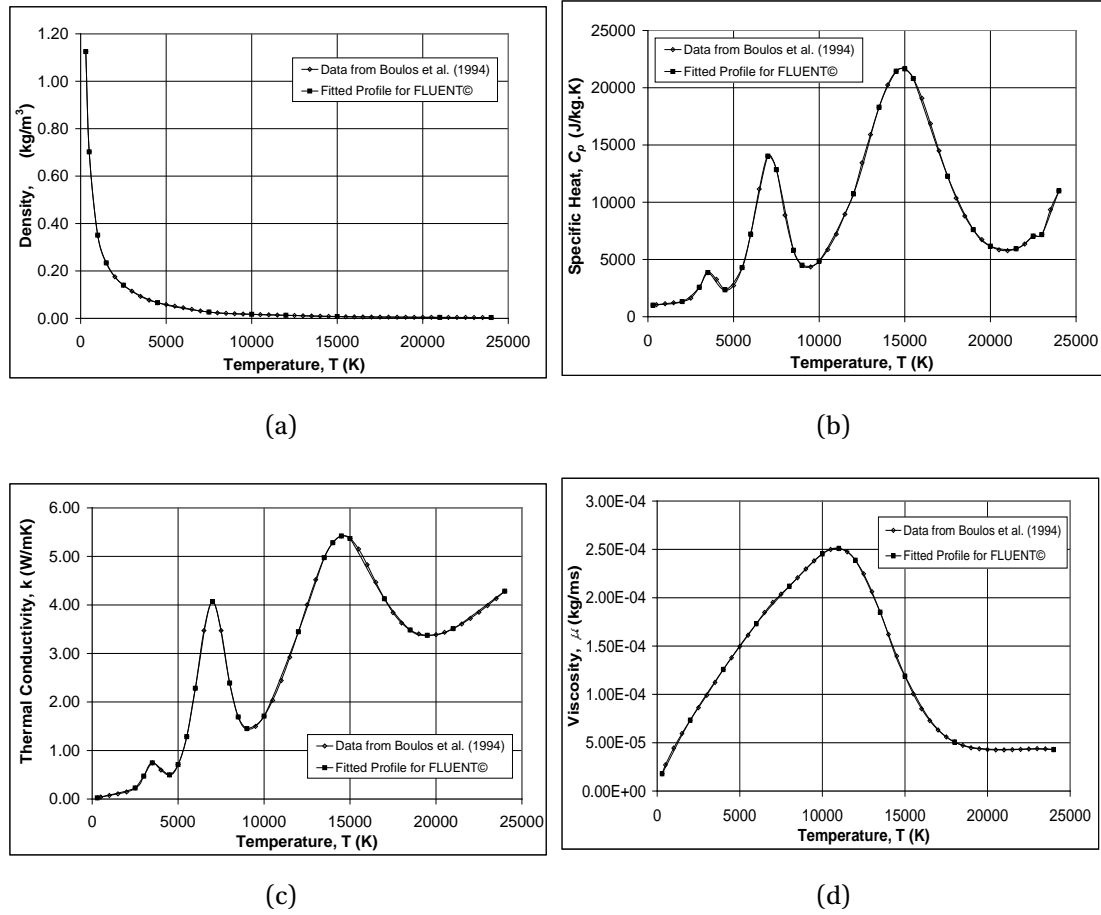 1.20
1.00
0.80
0.60
0.40
0.20
0.00
Density, (kg/m³)
Data from Boulos et al. (1994)
Fitted Profile for FLUENT©
0 5000 10000 15000 20000 25000
Temperature, T (K)
(a)
25000
20000
15000
10000
5000
0
Specific Heat, Cp (J/kg.K)
Data from Boulos et al. (1994)
Fitted Profile for FLUENT©
0 5000 10000 15000 20000 25000
Temperature, T (K)
(b)
6.00
5.00
4.00
3.00
2.00
1.00
0.00
Thermal Conductivity, k (W/mK)
Data from Boulos et al. (1994)
Fitted Profile for FLUENT©
0 5000 10000 15000 20000 25000
Temperature, T (K)
(c)
3.00E-04
2.50E-04
2.00E-04
1.50E-04
1.00E-04
5.00E-05
0.00E+00
Viscosity, μ (kg/ms)
Data from Boulos et al. (1994)
Fitted Profile for FLUENT©
0 5000 10000 15000 20000 25000
Temperature, T (K)
(d)